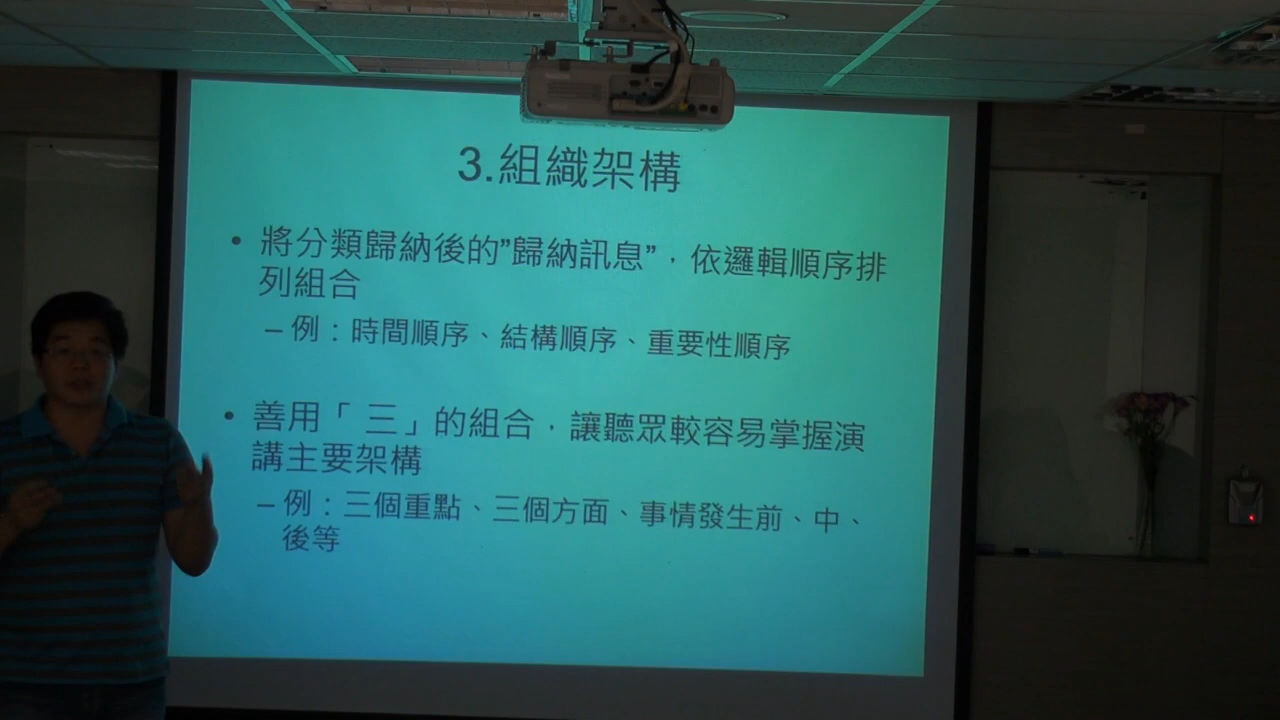 3.組織架構
• 將分類歸納後的”歸納訊息”，依邏輯順序排
列組合
– 例：時間順序、結構順序、重要性順序
• 善用「 三」的組合，讓聽眾較容易掌握演
講主要架構
– 例：三個重點、三個方面、事情發生前、中、
後等